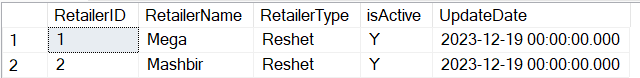 RetailerID RetailerName RetailerType isActive UpdateDate
1 1 Mega Reshet Y 2023-12-19 00:00:00.000
2 2 Mashbir Reshet Y 2023-12-19 00:00:00.000